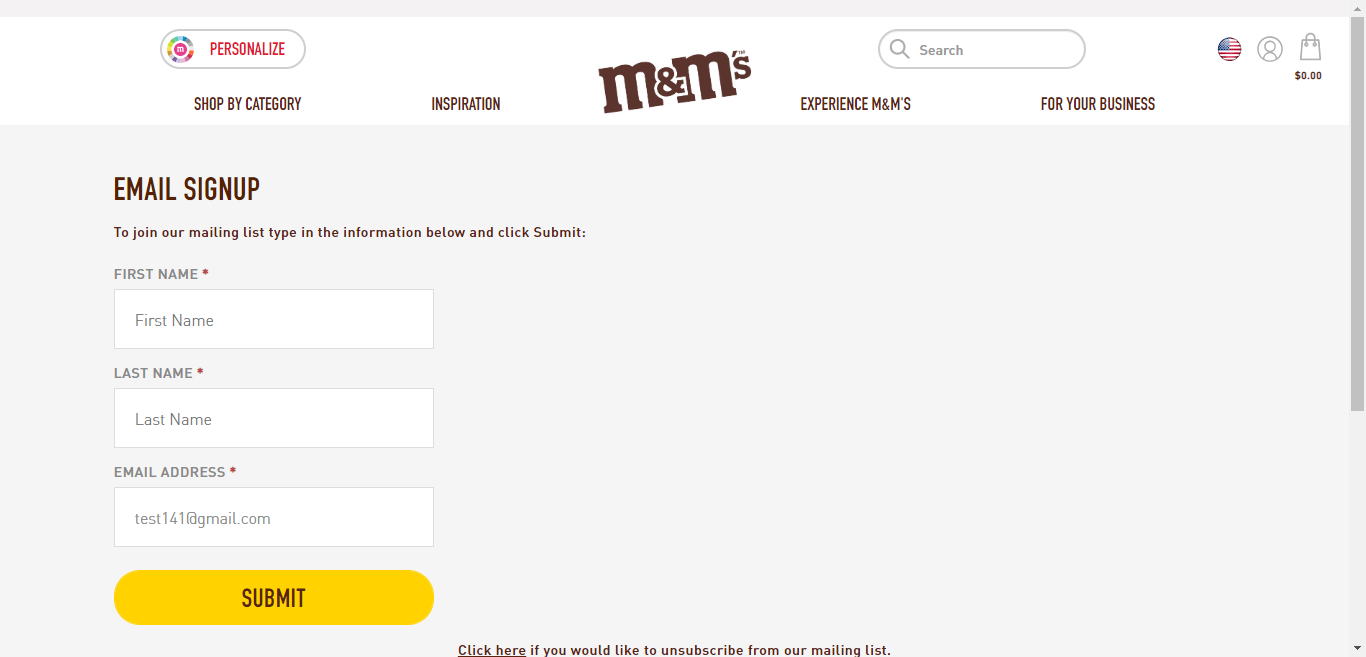 PERSONALIZE
Search
m&m's™
$0.00
SHOP BY CATEGORY
INSPIRATION
EXPERIENCE M&M'S
FOR YOUR BUSINESS
EMAIL SIGNUP
To join our mailing list type in the information below and click Submit:
FIRST NAME *
First Name
LAST NAME *
Last Name
EMAIL ADDRESS *
test141@gmail.com
SUBMIT
Click here if you would like to unsubscribe from our mailing list.